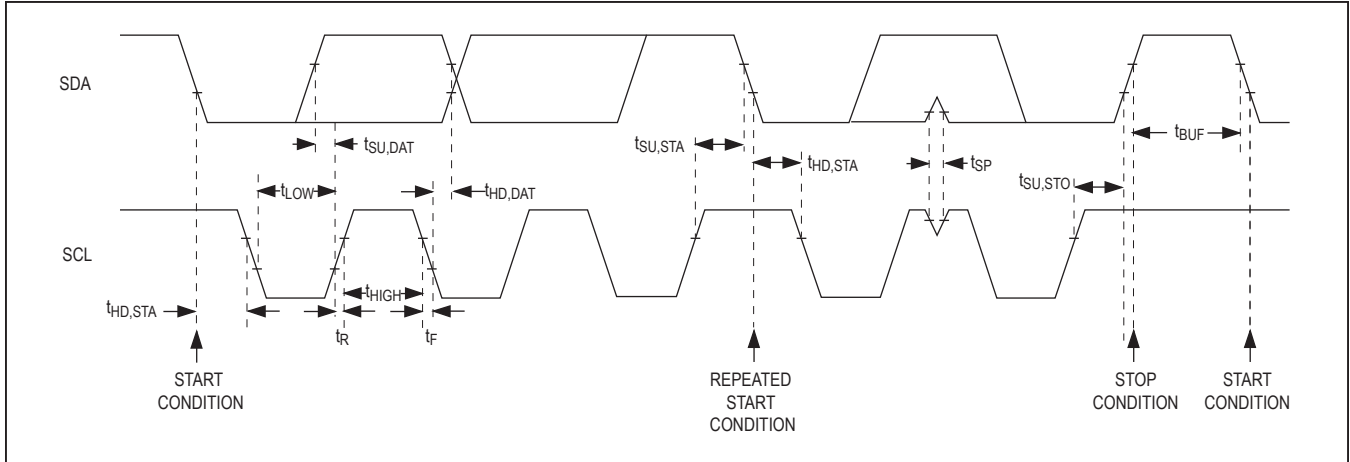 SDA
tSU,DAT
tSU,STA
tHD,STA
tSP
tBUF
tLOW
tHD,DAT
tSU,STO
SCL
tHIGH
tHD,STA
tR
tF
START
CONDITION
REPEATED
START
CONDITION
STOP
CONDITION
START
CONDITION